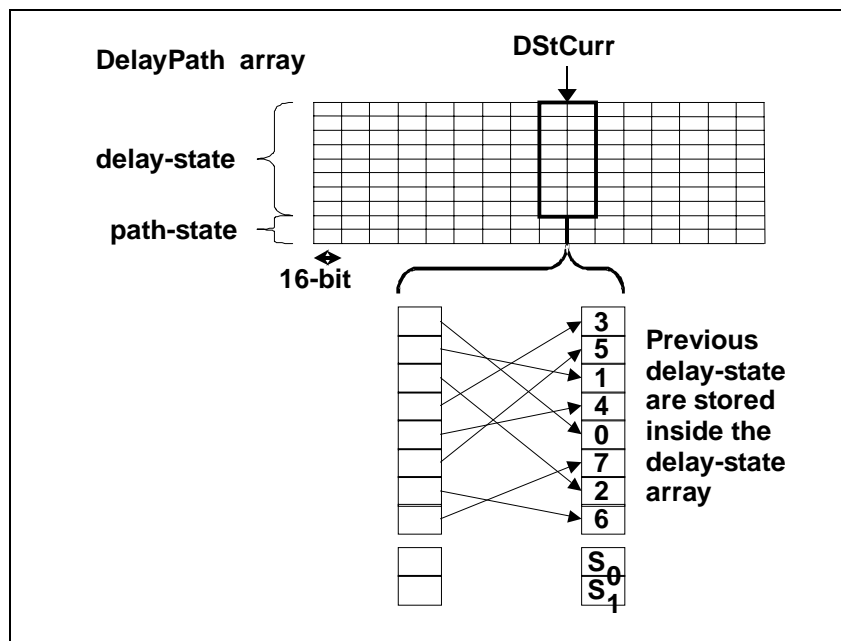 DStCurr
DelayPath array
delay-state
path-state
16-bit
3
5
1
4
0
7
2
6
S0
S1
Previous
delay-state
are stored
inside the
delay-state
array